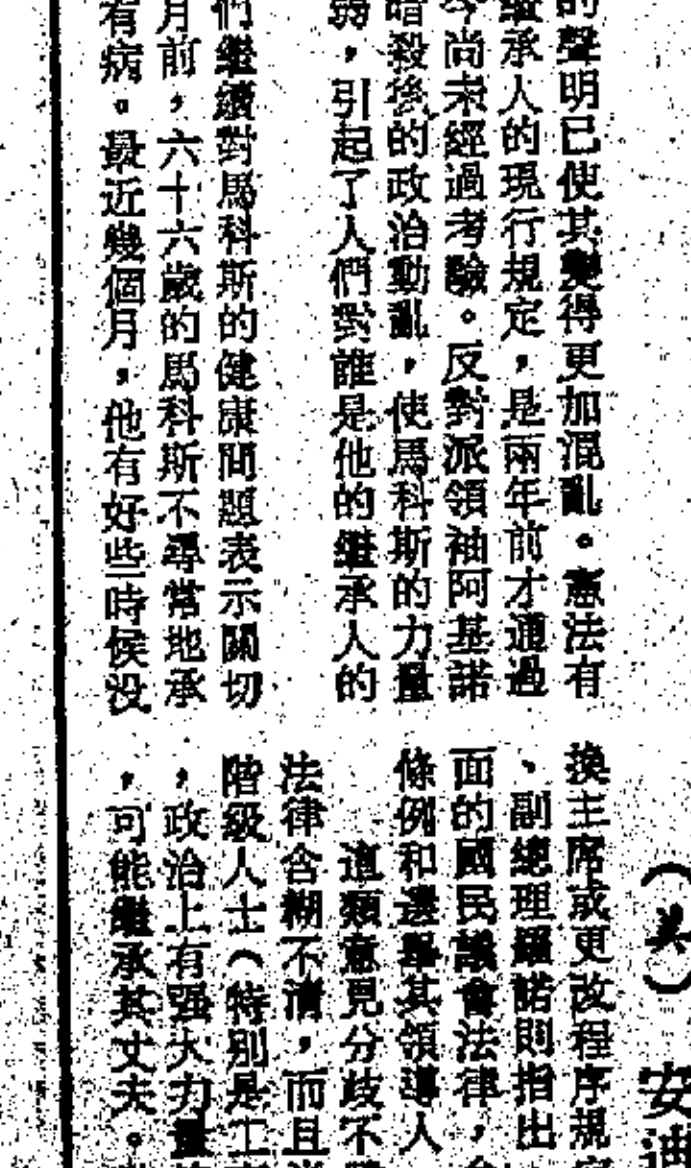 的聲明已使其變得更加混亂。憲法有
繼承人的現行規定，是兩年前才通過
今尚未經過考驗。反對派領袖阿基諾
暗殺後的政治動亂，使馬科斯的力量
弱，引起了人們對誰是他的繼承人的
們繼續對馬科斯的健康問題表示關切
月前，六十六歲的馬科斯不尋常地承
有病。最近幾個月，他有好些時候没
（美）安迪
換主席或更改程序規
、副總理羅諾則指出
面的國民議會法律，
條例和選舉其領導人
這類意見分歧不
法律含糊不清，而且
階級人士（特別是工
，政治上有強大力量
，可能繼承其丈夫。